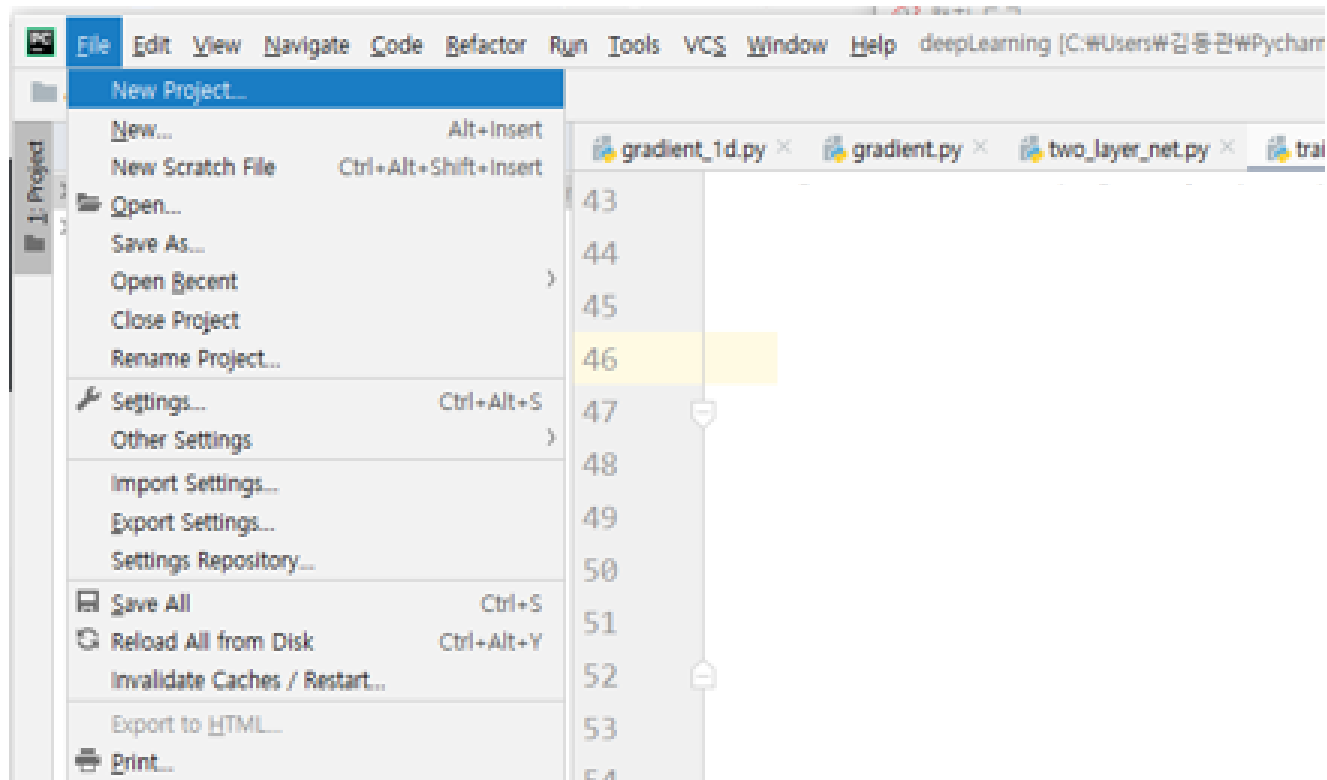 PC File Edit View Navigate Code Refactor Run Tools VCS Window Help deepLearning [C:₩Users₩김동관₩Pycharm
New Project...
New... Alt+Insert
New Scratch File Ctrl+Alt+Shift+Insert
Open...
Save As...
Open Recent
Close Project
Rename Project...
Settings... Ctrl+Alt+S
Other Settings
Import Settings...
Export Settings...
Settings Repository...
Save All Ctrl+S
Reload All from Disk Ctrl+Alt+Y
Invalidate Caches / Restart...
Export to HTML...
Print...
1: Project
gradient_1d.py gradient.py two_layer_net.py trai
43
44
45
46
47
48
49
50
51
52
53
54